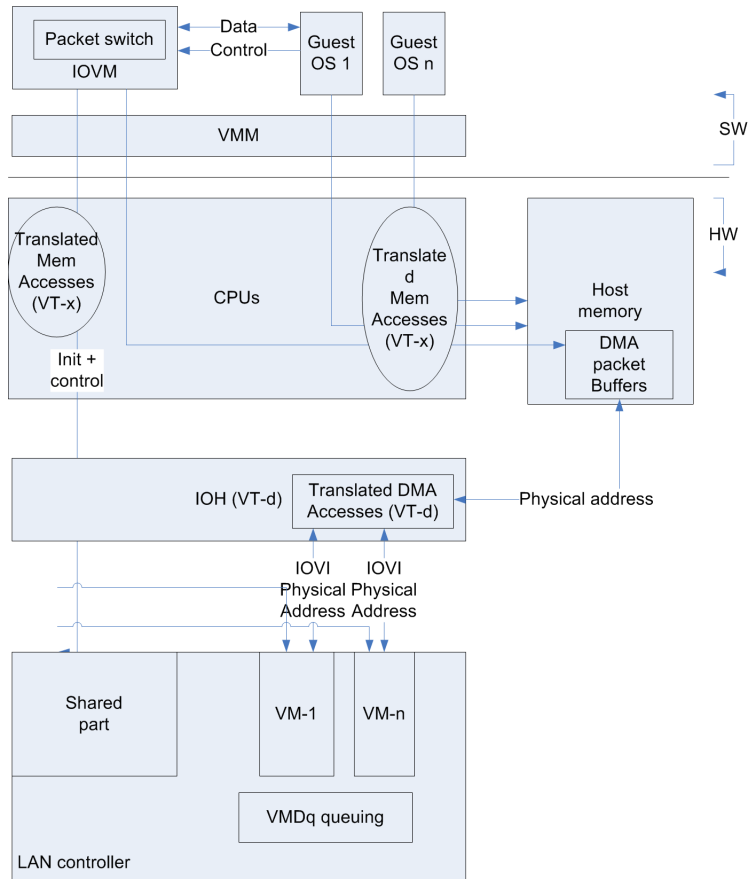 Packet switch
IOVM
Data
Control
Guest
OS 1
Guest
OS n
SW
VMM
HW
Translated
Mem
Accesses
(VT-x)
CPUs
Translate
d
Mem
Accesses
(VT-x)
Host
memory
DMA
packet
Buffers
Init +
control
IOH (VT-d)
Translated DMA
Accesses (VT-d)
Physical address
IOVI
Physical
Address
IOVI
Physical
Address
Shared
part
VM-1
VM-n
VMDq queuing
LAN controller